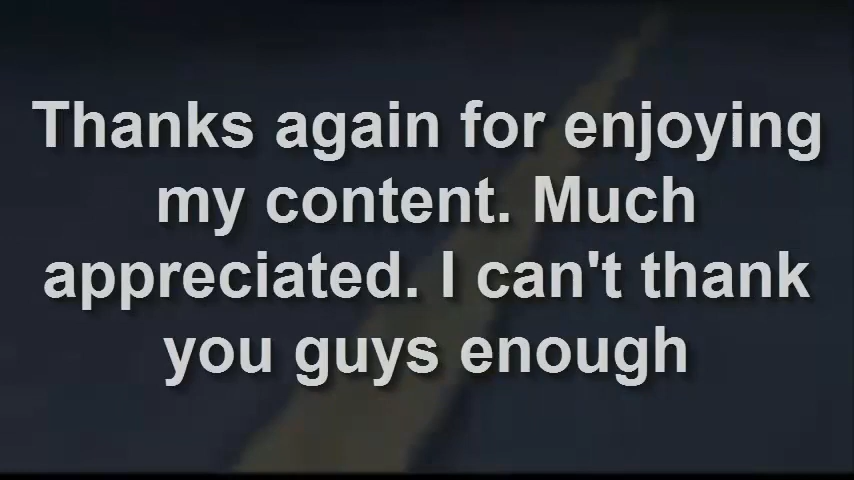 Thanks again for enjoying
my content. Much
appreciated. I can't thank
you guys enough